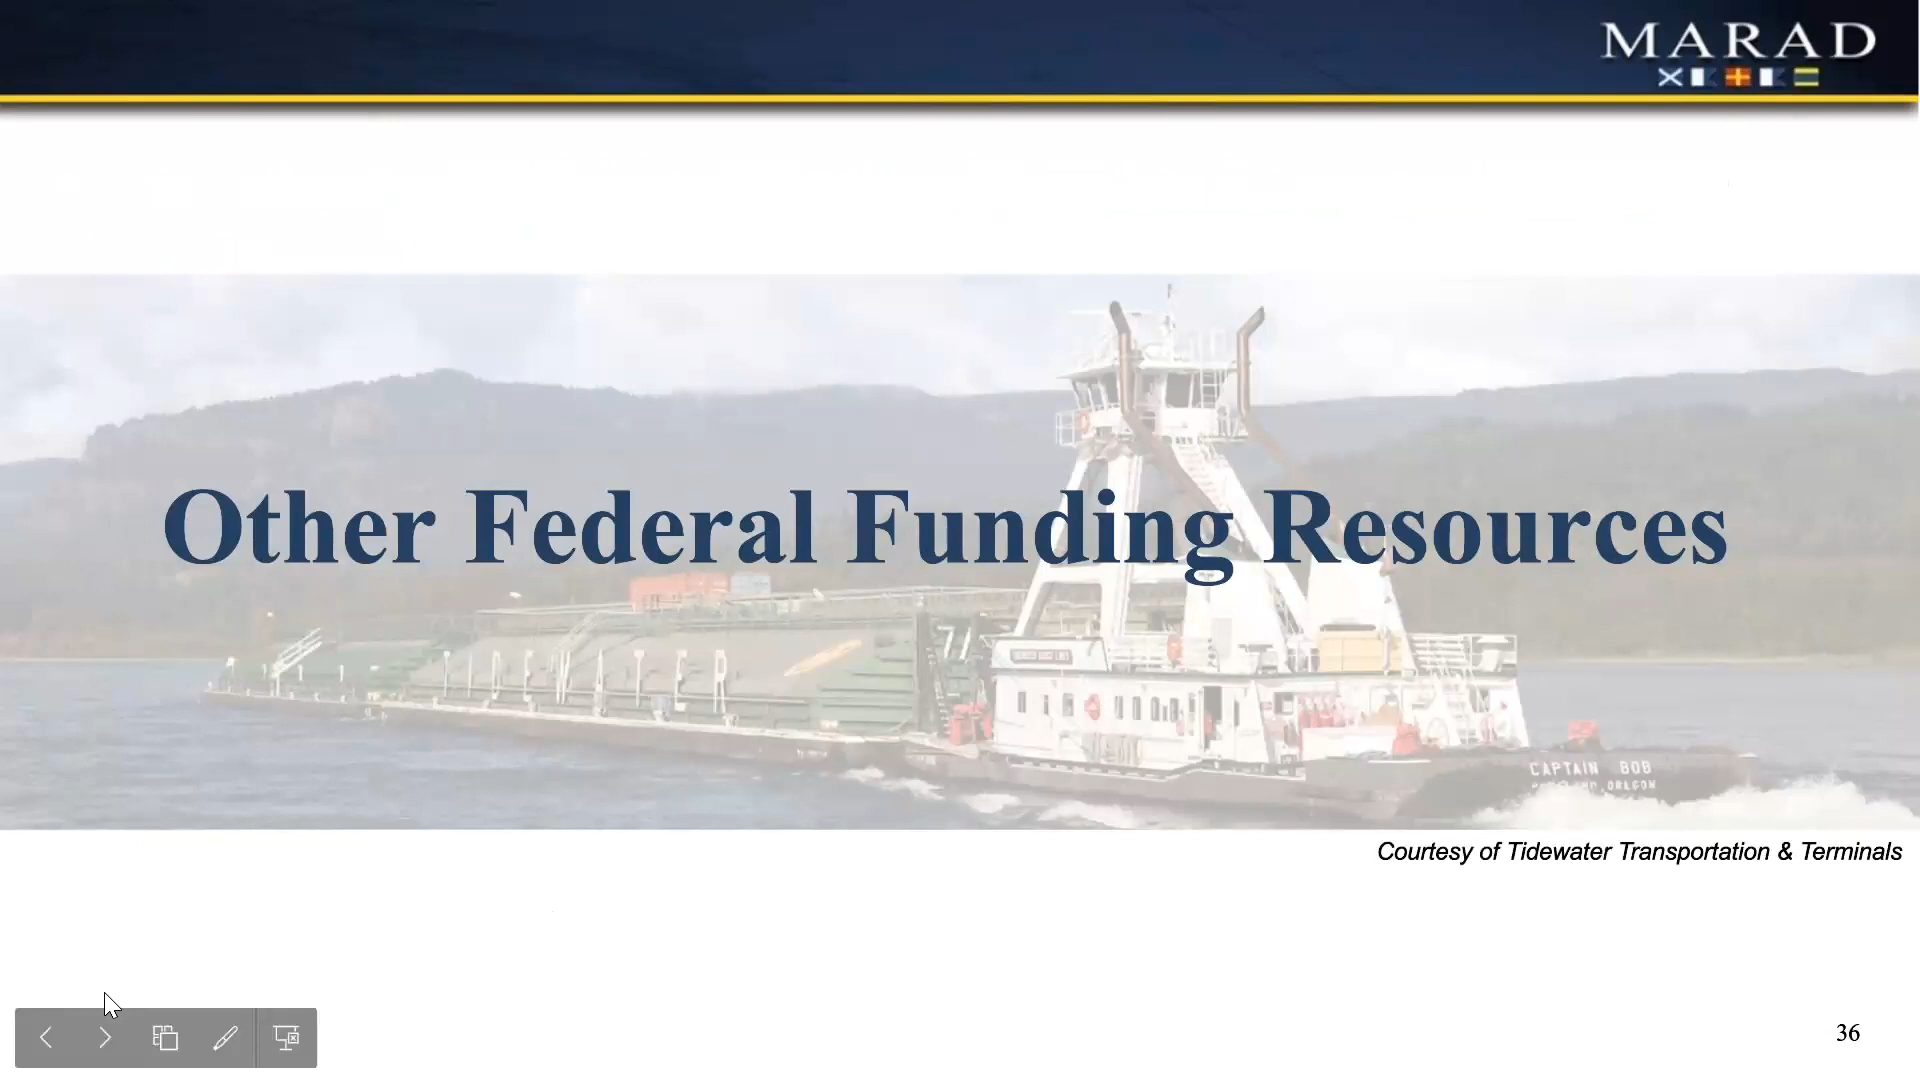 MARAD
Other Federal Funding Resources
CAPTAIN BOB
Courtesy of Tidewater Transportation & Terminals
36